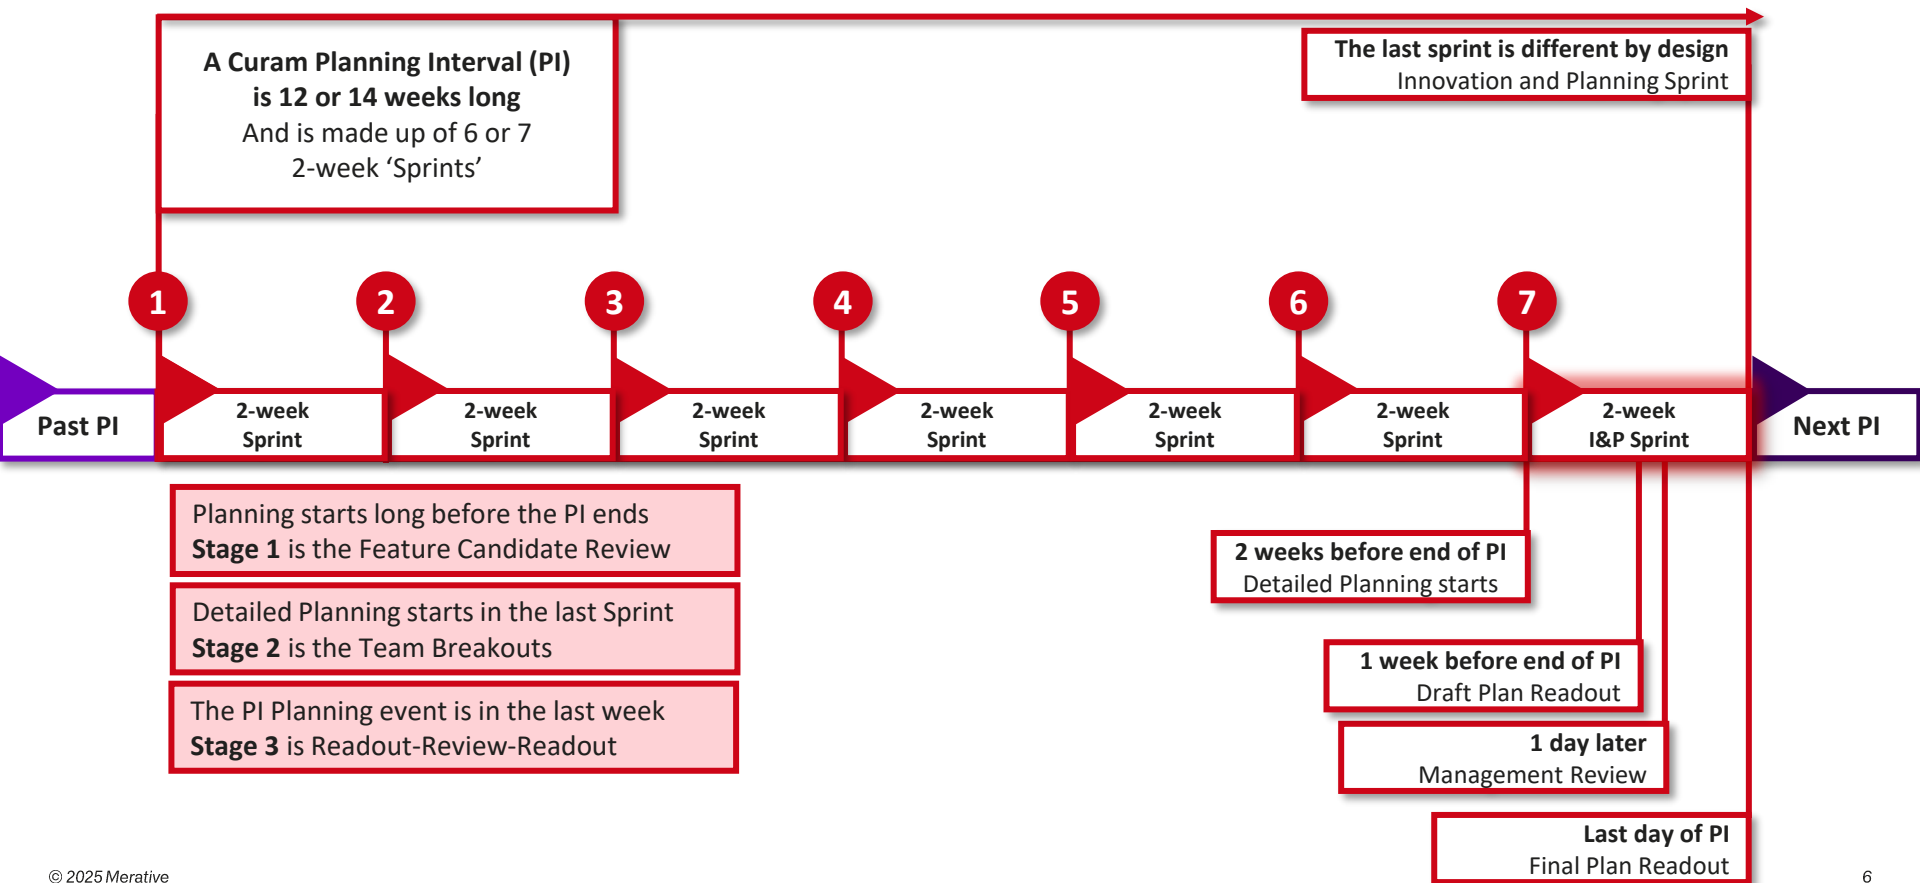 A Curam Planning Interval (PI)
is 12 or 14 weeks long
And is made up of 6 or 7
2-week ‘Sprints’
The last sprint is different by design
Innovation and Planning Sprint
1
2
3
4
5
6
7
Past PI
2-week
Sprint
2-week
Sprint
2-week
Sprint
2-week
Sprint
2-week
Sprint
2-week
Sprint
2-week
I&P Sprint
Next PI
Planning starts long before the PI ends
Stage 1 is the Feature Candidate Review
Detailed Planning starts in the last Sprint
Stage 2 is the Team Breakouts
The PI Planning event is in the last week
Stage 3 is Readout-Review-Readout
2 weeks before end of PI
Detailed Planning starts
1 week before end of PI
Draft Plan Readout
1 day later
Management Review
Last day of PI
Final Plan Readout
© 2025 Merative
6